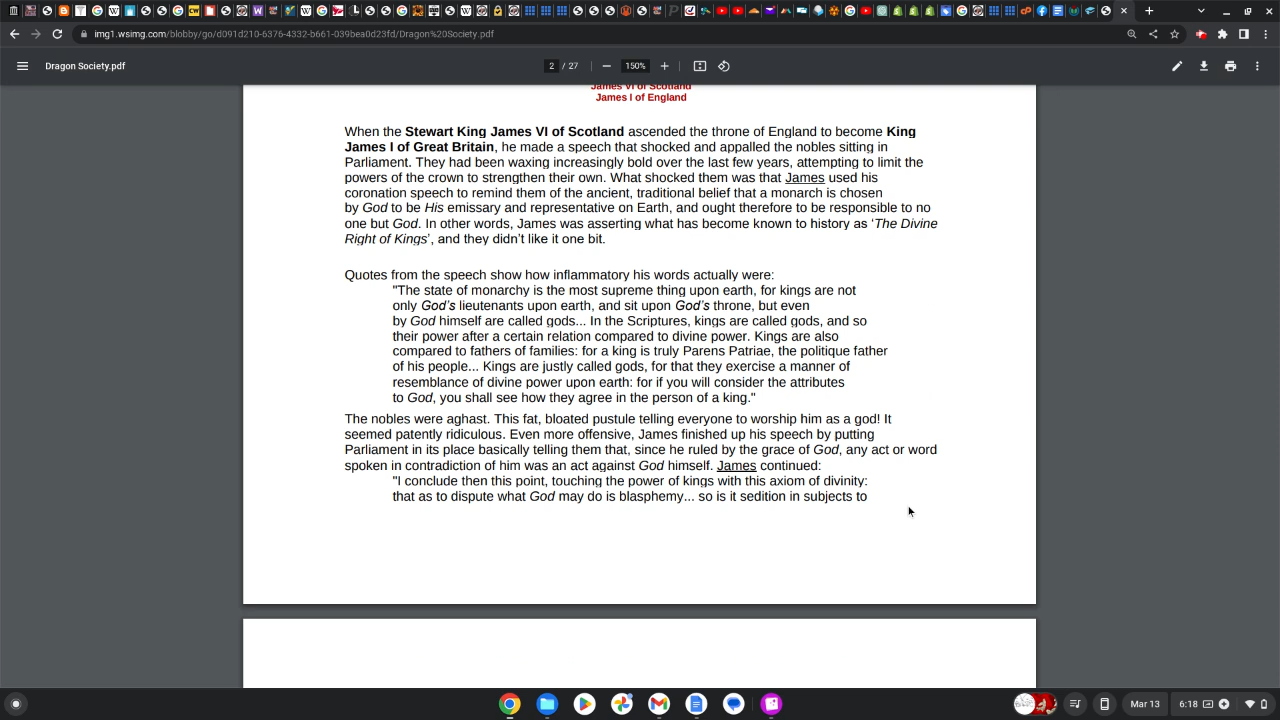 img1.wsimg.com/blobby/go/d091d210-6376-4332-b661-039bea0d23fd/Dragon%20Society.pdf
Dragon Society.pdf
2 / 27
150%
James VI of Scotland
James I of England
When the Stewart King James VI of Scotland ascended the throne of England to become King
James I of Great Britain, he made a speech that shocked and appalled the nobles sitting in
Parliament. They had been waxing increasingly bold over the last few years, attempting to limit the
powers of the crown to strengthen their own. What shocked them was that James used his
coronation speech to remind them of the ancient, traditional belief that a monarch is chosen
by God to be His emissary and representative on Earth, and ought therefore to be responsible to no
one but God. In other words, James was asserting what has become known to history as ‘The Divine
Right of Kings’, and they didn’t like it one bit.
Quotes from the speech show how inflammatory his words actually were:
"The state of monarchy is the most supreme thing upon earth, for kings are not
only God’s lieutenants upon earth, and sit upon God’s throne, but even
by God himself are called gods... In the Scriptures, kings are called gods, and so
their power after a certain relation compared to divine power. Kings are also
compared to fathers of families: for a king is truly Parens Patriae, the politique father
of his people... Kings are justly called gods, for that they exercise a manner of
resemblance of divine power upon earth: for if you will consider the attributes
to God, you shall see how they agree in the person of a king."
The nobles were aghast. This fat, bloated pustule telling everyone to worship him as a god! It
seemed patently ridiculous. Even more offensive, James finished up his speech by putting
Parliament in its place basically telling them that, since he ruled by the grace of God, any act or word
spoken in contradiction of him was an act against God himself. James continued:
"I conclude then this point, touching the power of kings with this axiom of divinity:
that as to dispute what God may do is blasphemy... so is it sedition in subjects to
Mar 13
6:18